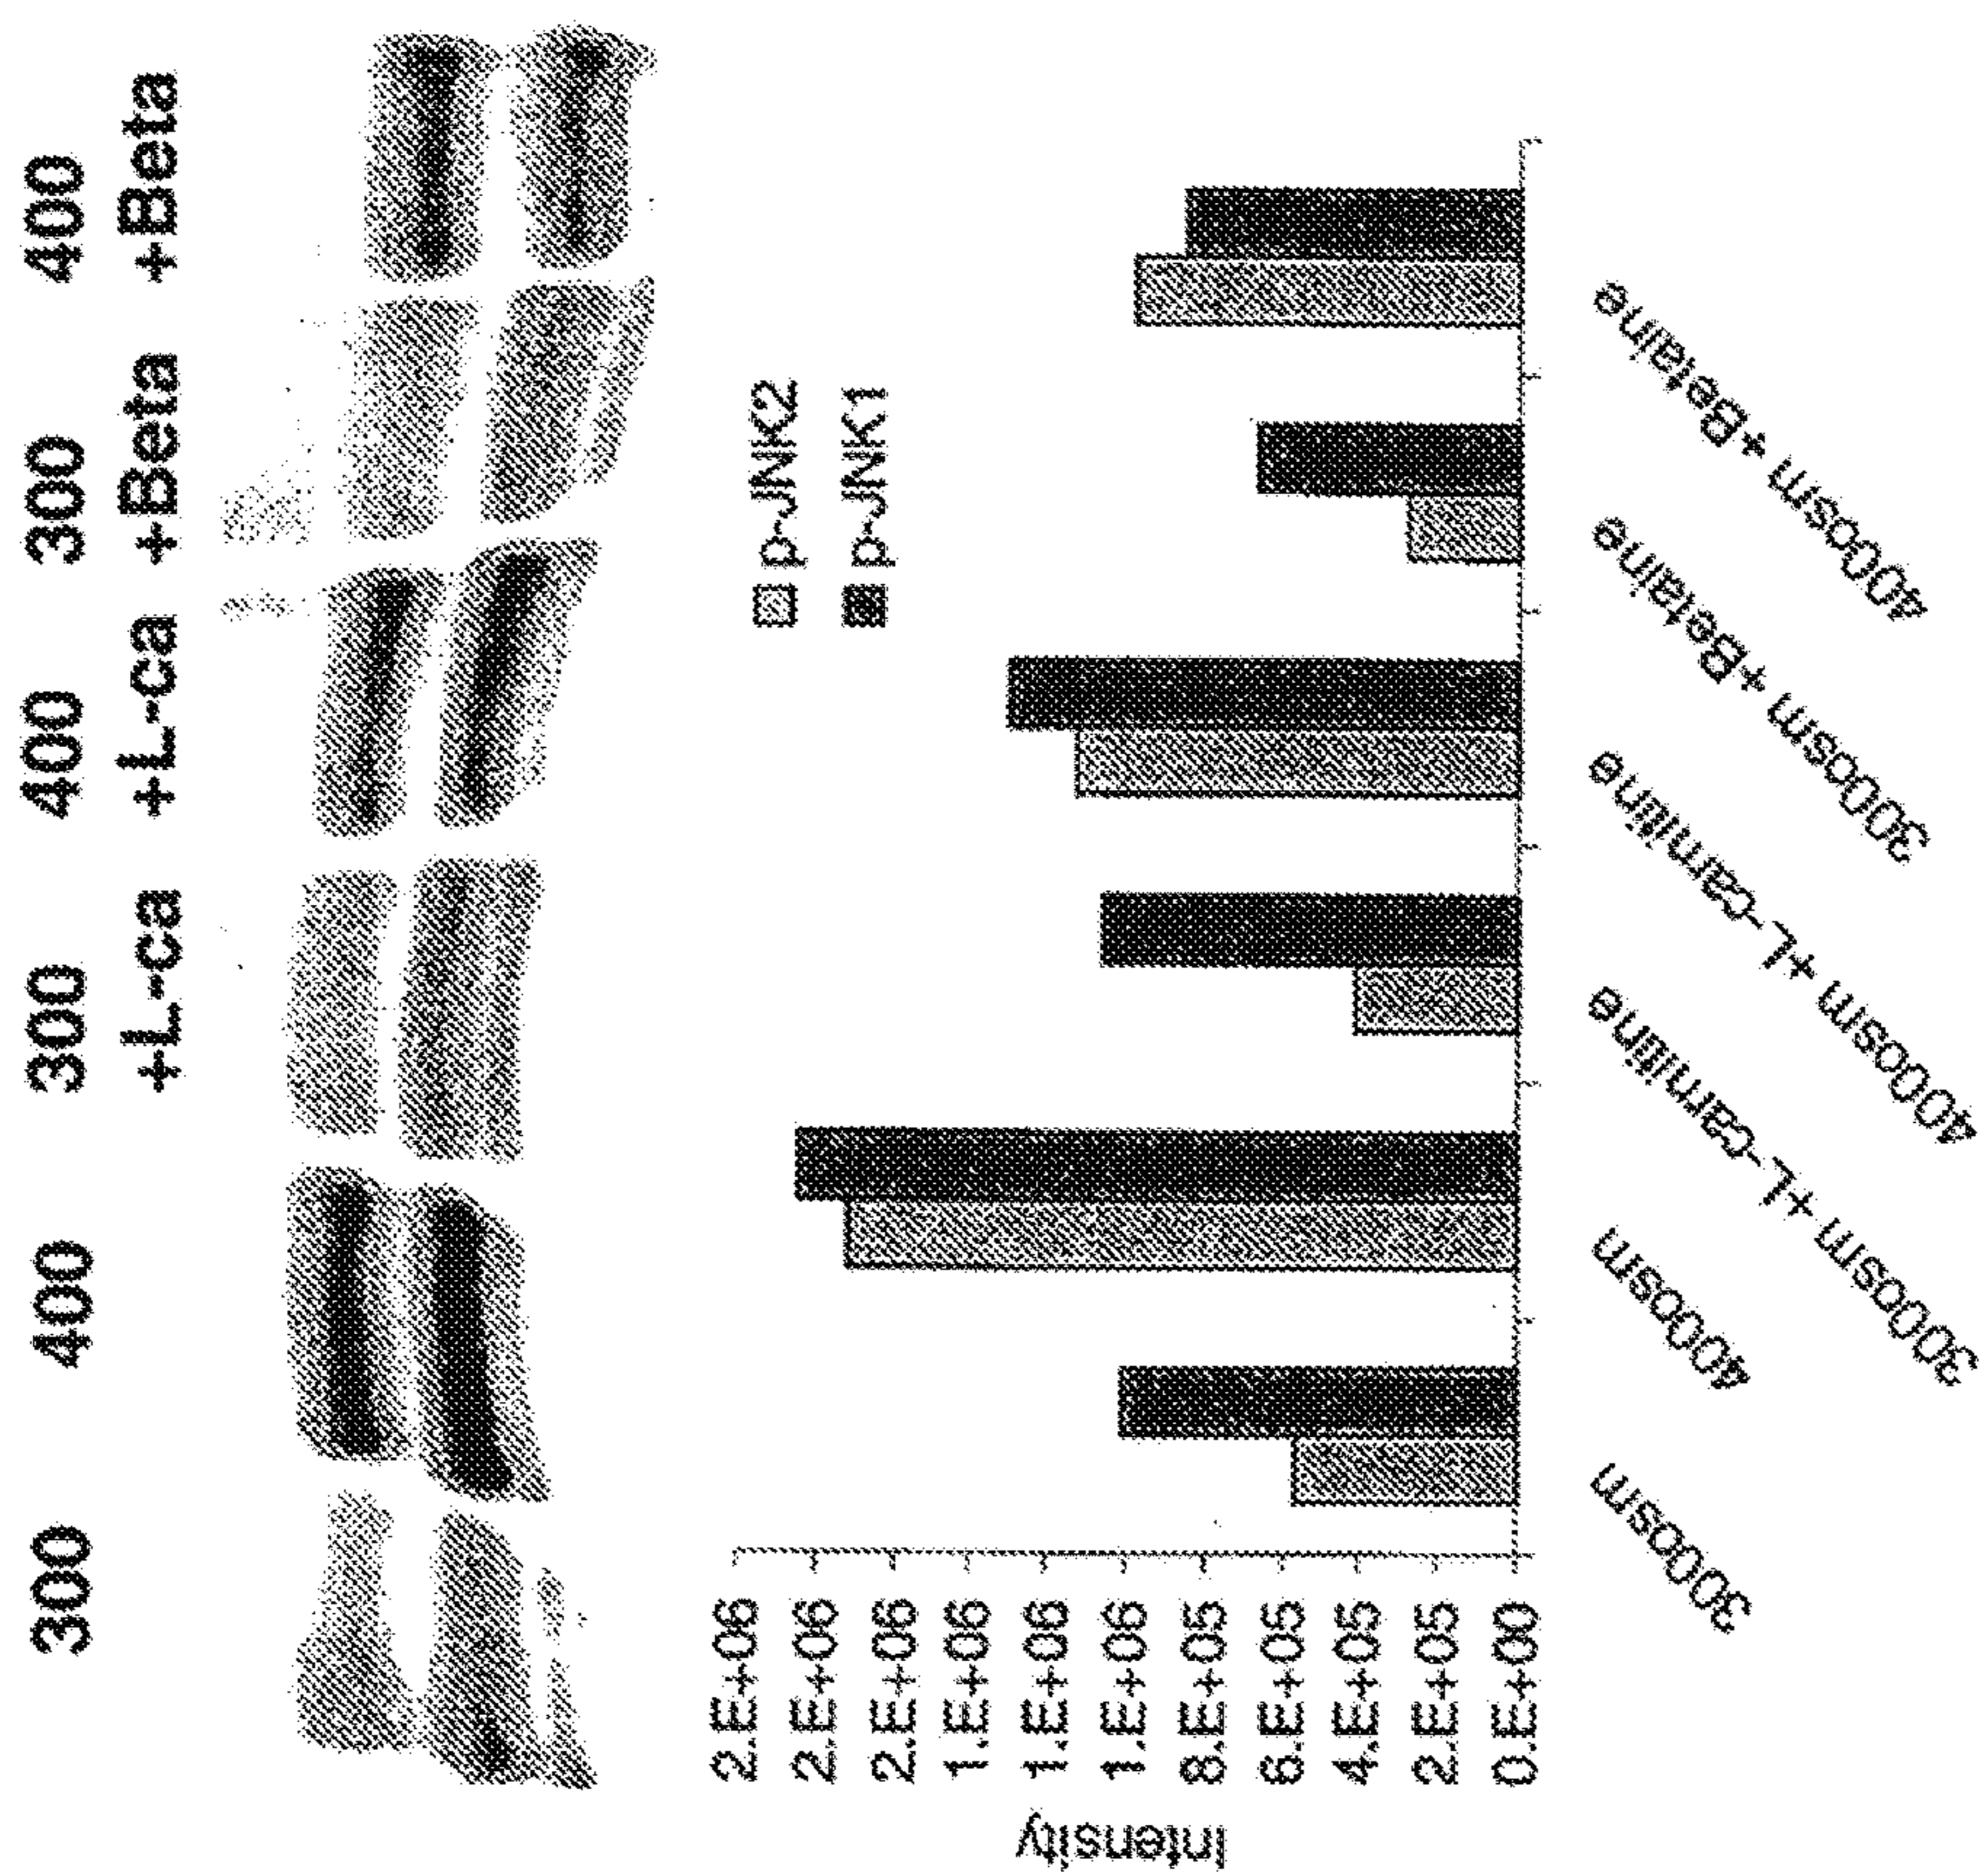 300 400 300 400 300 400
+L-ca +L-ca +Beta +Beta
p-JNK2
p-JNK1
Intensity
2.E+06
2.E+06
2.E+06
1.E+06
1.E+06
1.E+06
8.E+05
6.E+05
4.E+05
2.E+05
0.E+00
300osm
400osm
300osm +L-carnitine
400osm +L-carnitine
300osm +Betaine
400osm +Betaine